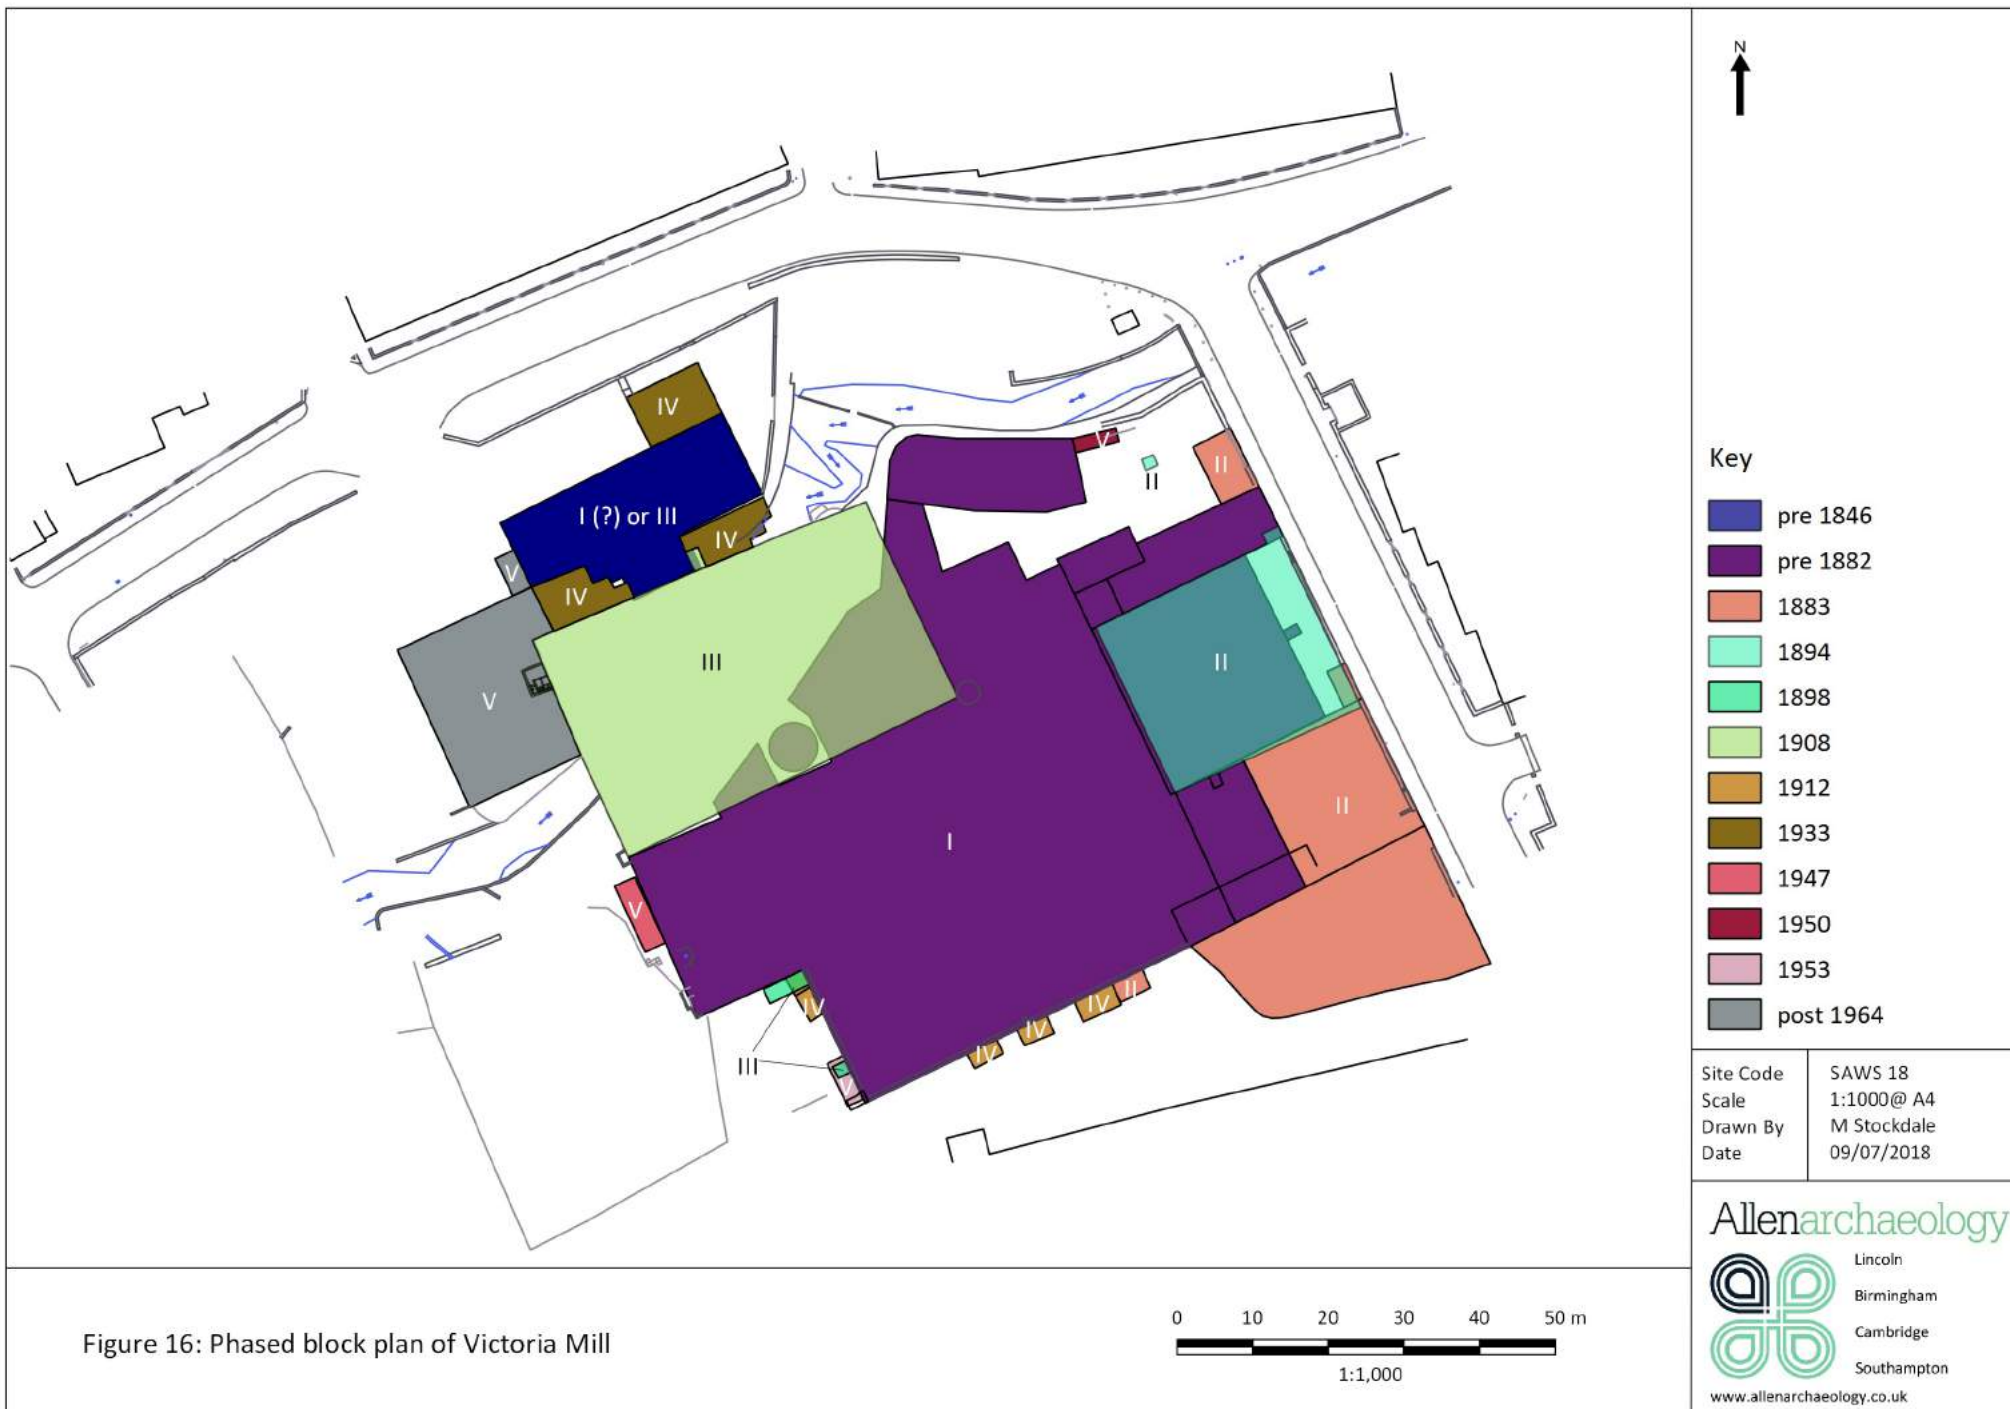 N
IV
I (?) or III
IV
V
IV
V
III
V
II
II
II
II
I
V
IV
III
V
IV
IV
IV
II
Key
pre 1846
pre 1882
1883
1894
1898
1908
1912
1933
1947
1950
1953
post 1964
Site Code SAWS 18
Scale 1:1000@ A4
Drawn By M Stockdale
Date 09/07/2018
Allenarchaeology
Lincoln
Birmingham
Cambridge
Southampton
www.allenarchaeology.co.uk
Figure 16: Phased block plan of Victoria Mill
0 10 20 30 40 50 m
1:1,000